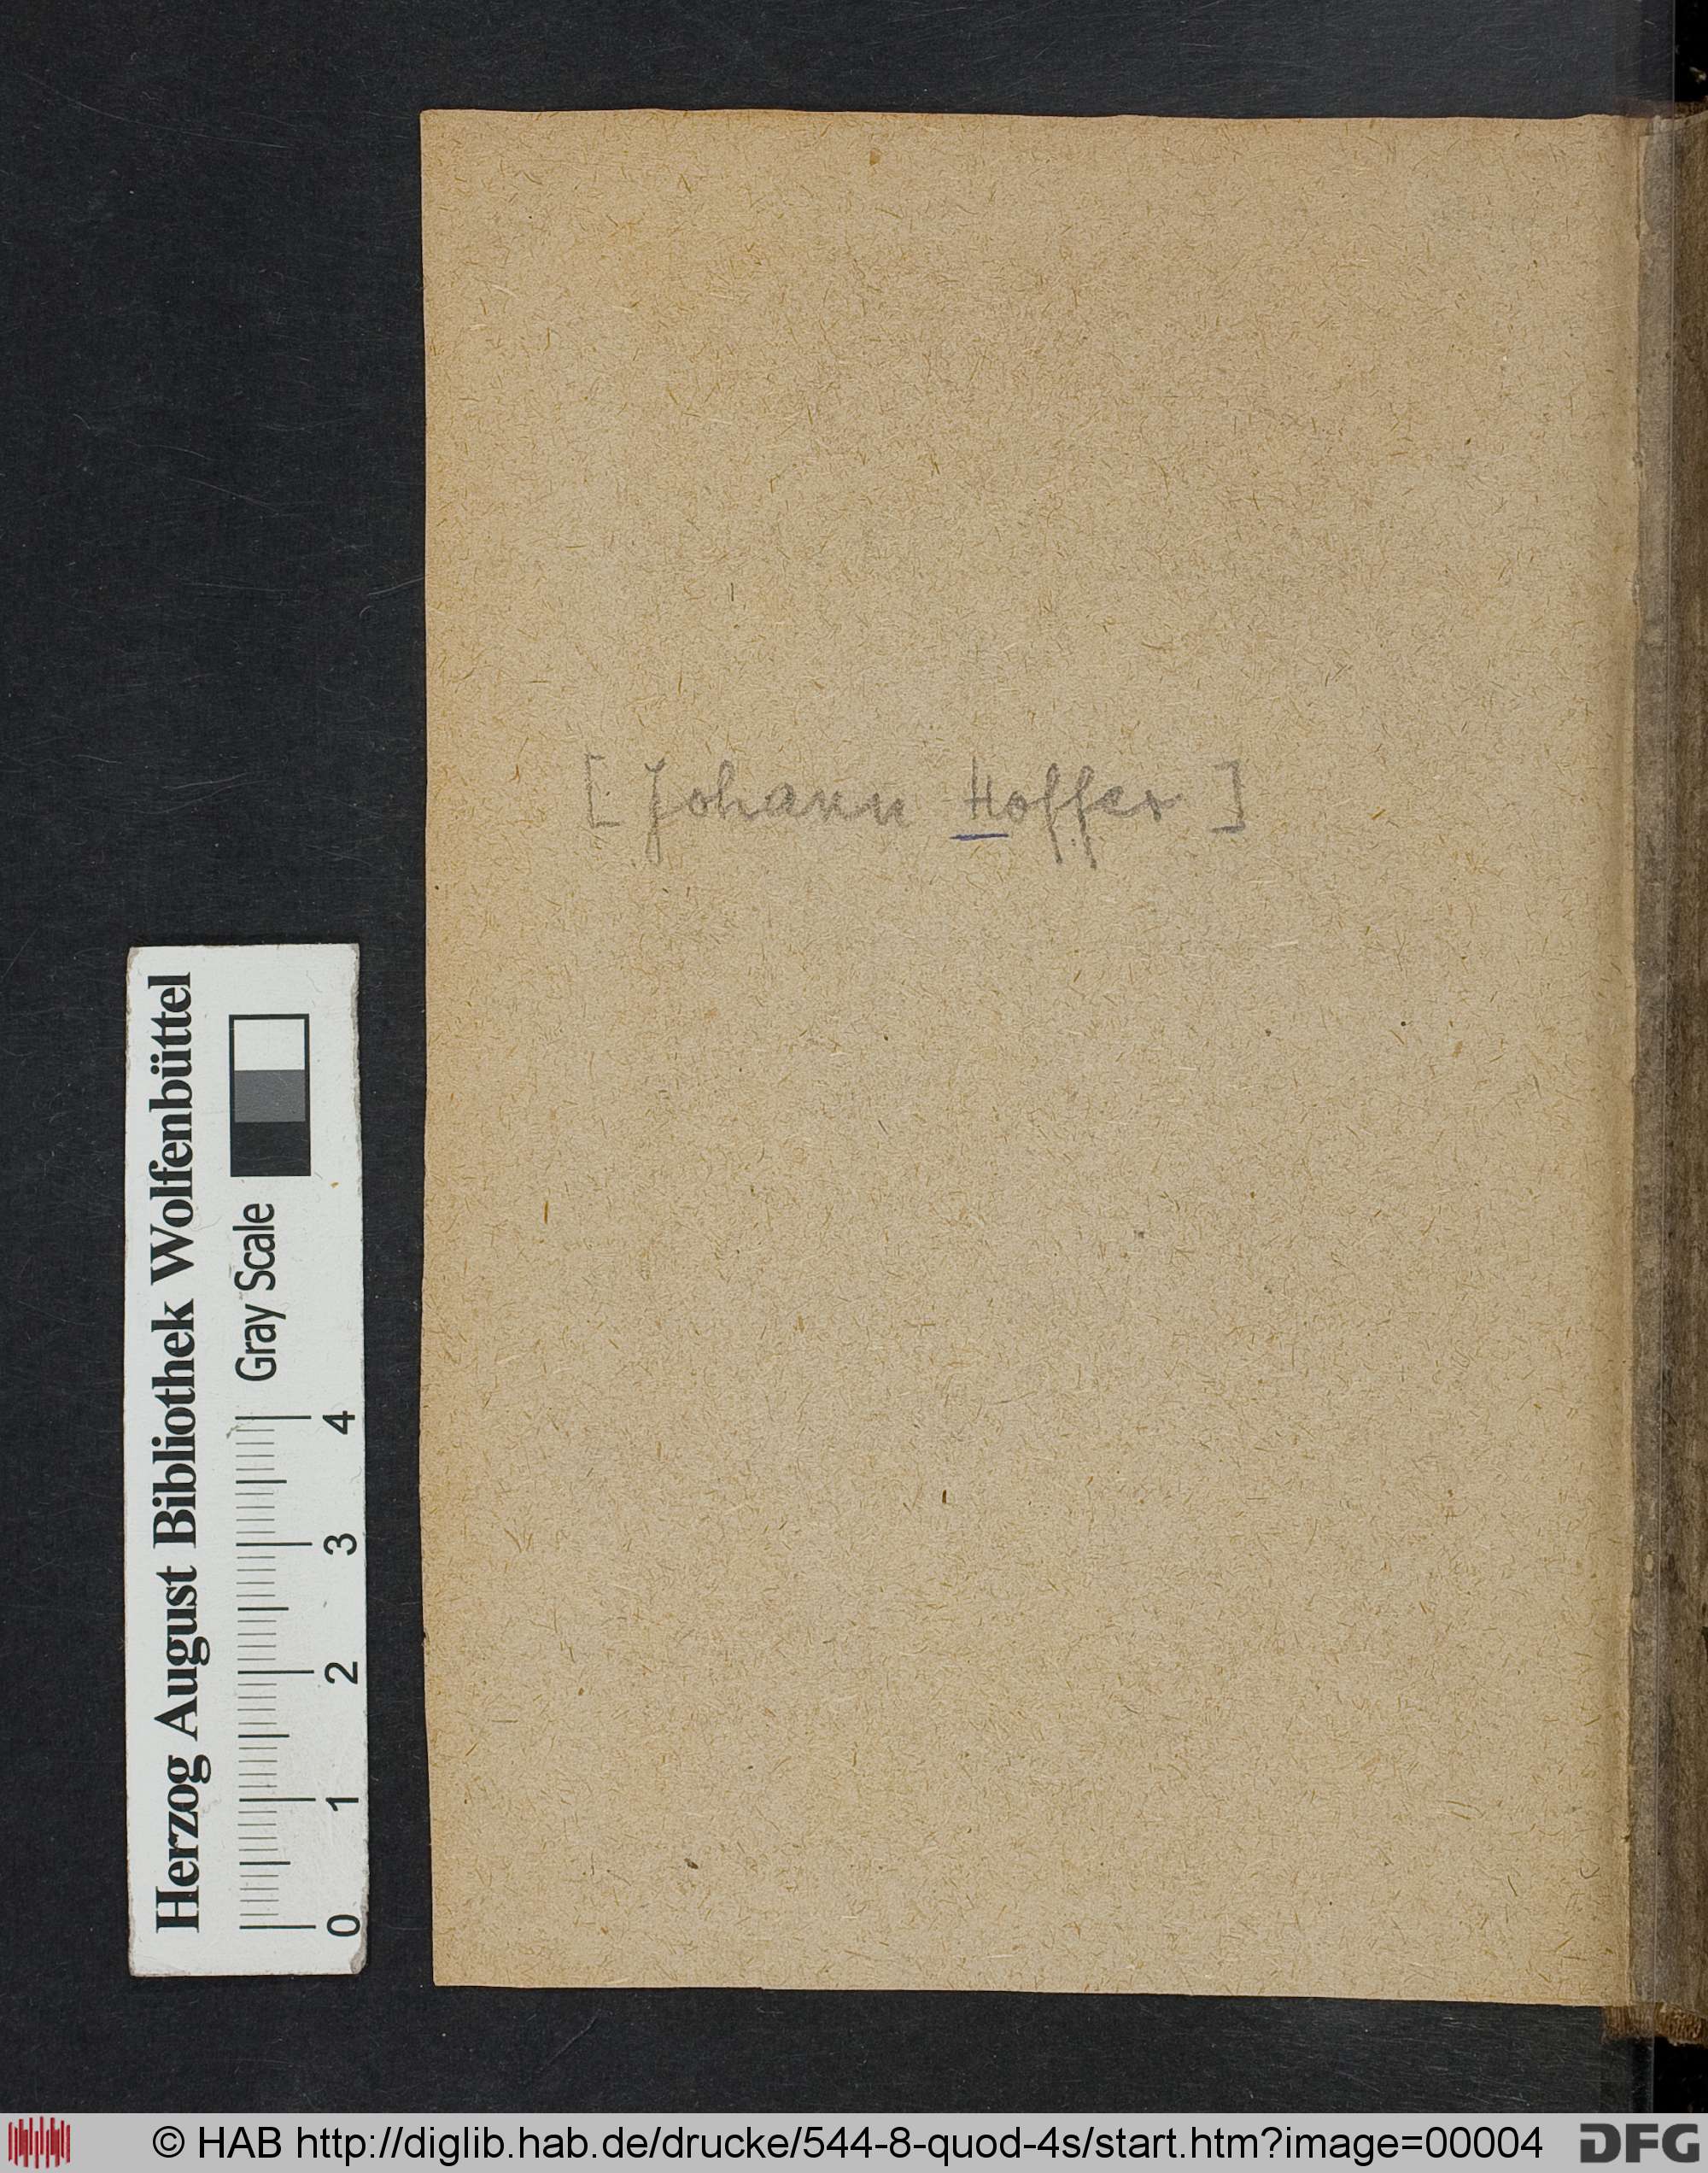 [Johann Hoffer]
Herzog August Bibliothek Wolfenbüttel
Gray Scale
0 1 2 3 4
© HAB http://diglib.hab.de/drucke/544-8-quod-4s/start.htm?image=00004
DFG